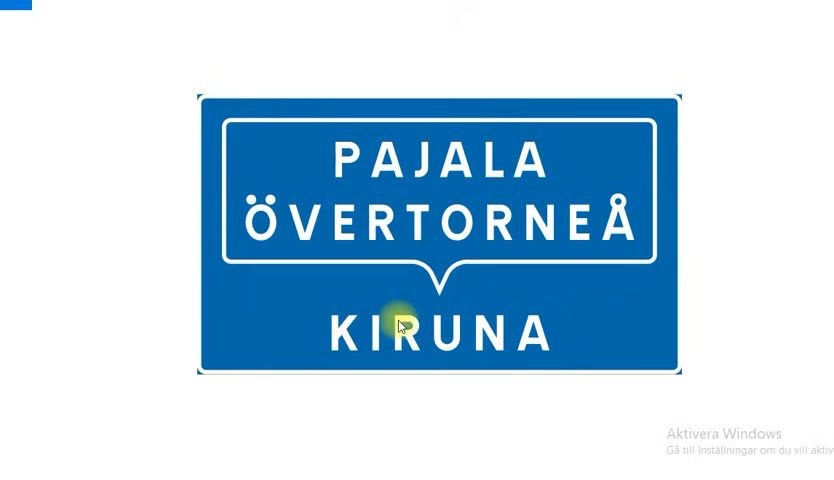 PAJALA
ÖVERTORNEÅ
KIRUNA
Aktivera Windows
Gå till Inställningar om du vill aktiv